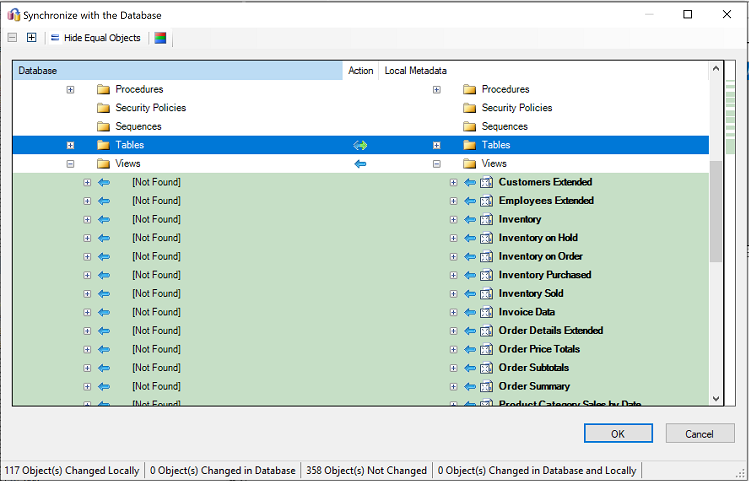 Synchronize with the Database
Hide Equal Objects
Database Action Local Metadata
Procedures Procedures
Security Policies Security Policies
Sequences Sequences
Tables Tables
Views Views
[Not Found] Customers Extended
[Not Found] Employees Extended
[Not Found] Inventory
[Not Found] Inventory on Hold
[Not Found] Inventory on Order
[Not Found] Inventory Purchased
[Not Found] Inventory Sold
[Not Found] Invoice Data
[Not Found] Order Details Extended
[Not Found] Order Price Totals
[Not Found] Order Subtotals
[Not Found] Order Summary
[Not Found] Product Category Sales by Date
OK Cancel
117 Object(s) Changed Locally 0 Object(s) Changed in Database 358 Object(s) Not Changed 0 Object(s) Changed in Database and Locally